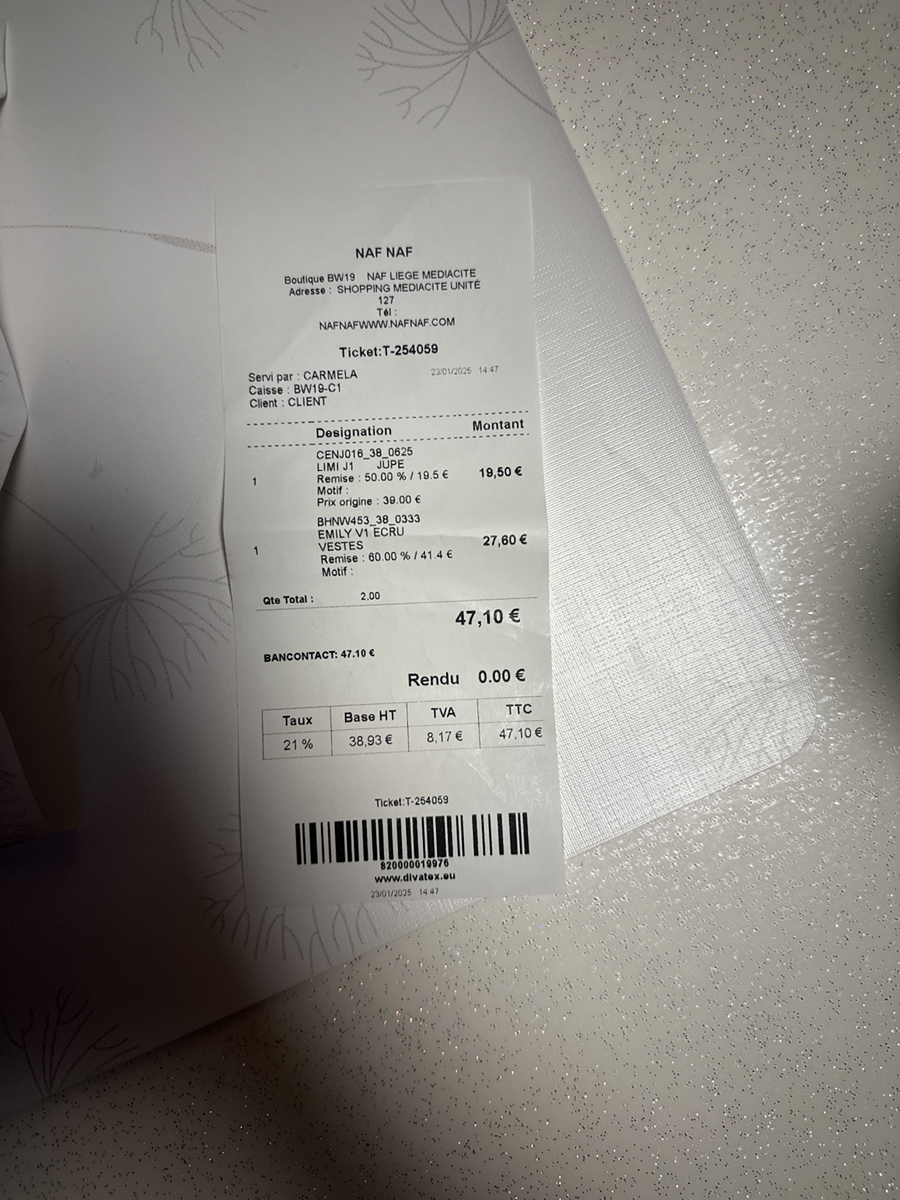 NAF NAF
Boutique BW19 NAF LIEGE MEDIACITE
Adresse : SHOPPING MEDIACITE UNITÉ
127
Tél :
NAFNAFWWW.NAFNAF.COM
Ticket:T-254059
Servi par : CARMELA 23/01/2025 14 47
Caisse : BW19-C1
Client : CLIENT
Designation Montant
CENJ016_38_0625
LIMI J1 JUPE
1 Remise : 50.00 % / 19.5 € 19,50 €
Motif :
Prix origine : 39.00 €
BHNW453_38_0333
EMILY V1 ECRU
1 VESTES 27,60 €
Remise : 60.00 % / 41.4 €
Motif :
Qte Total : 2.00
47,10 €
BANCONTACT: 47.10 €
Rendu 0.00 €
Taux Base HT TVA TTC
21 % 38,93 € 8,17 € 47,10 €
Ticket:T-254059
820000019976
www.divatex.eu
23/01/2025 14 47